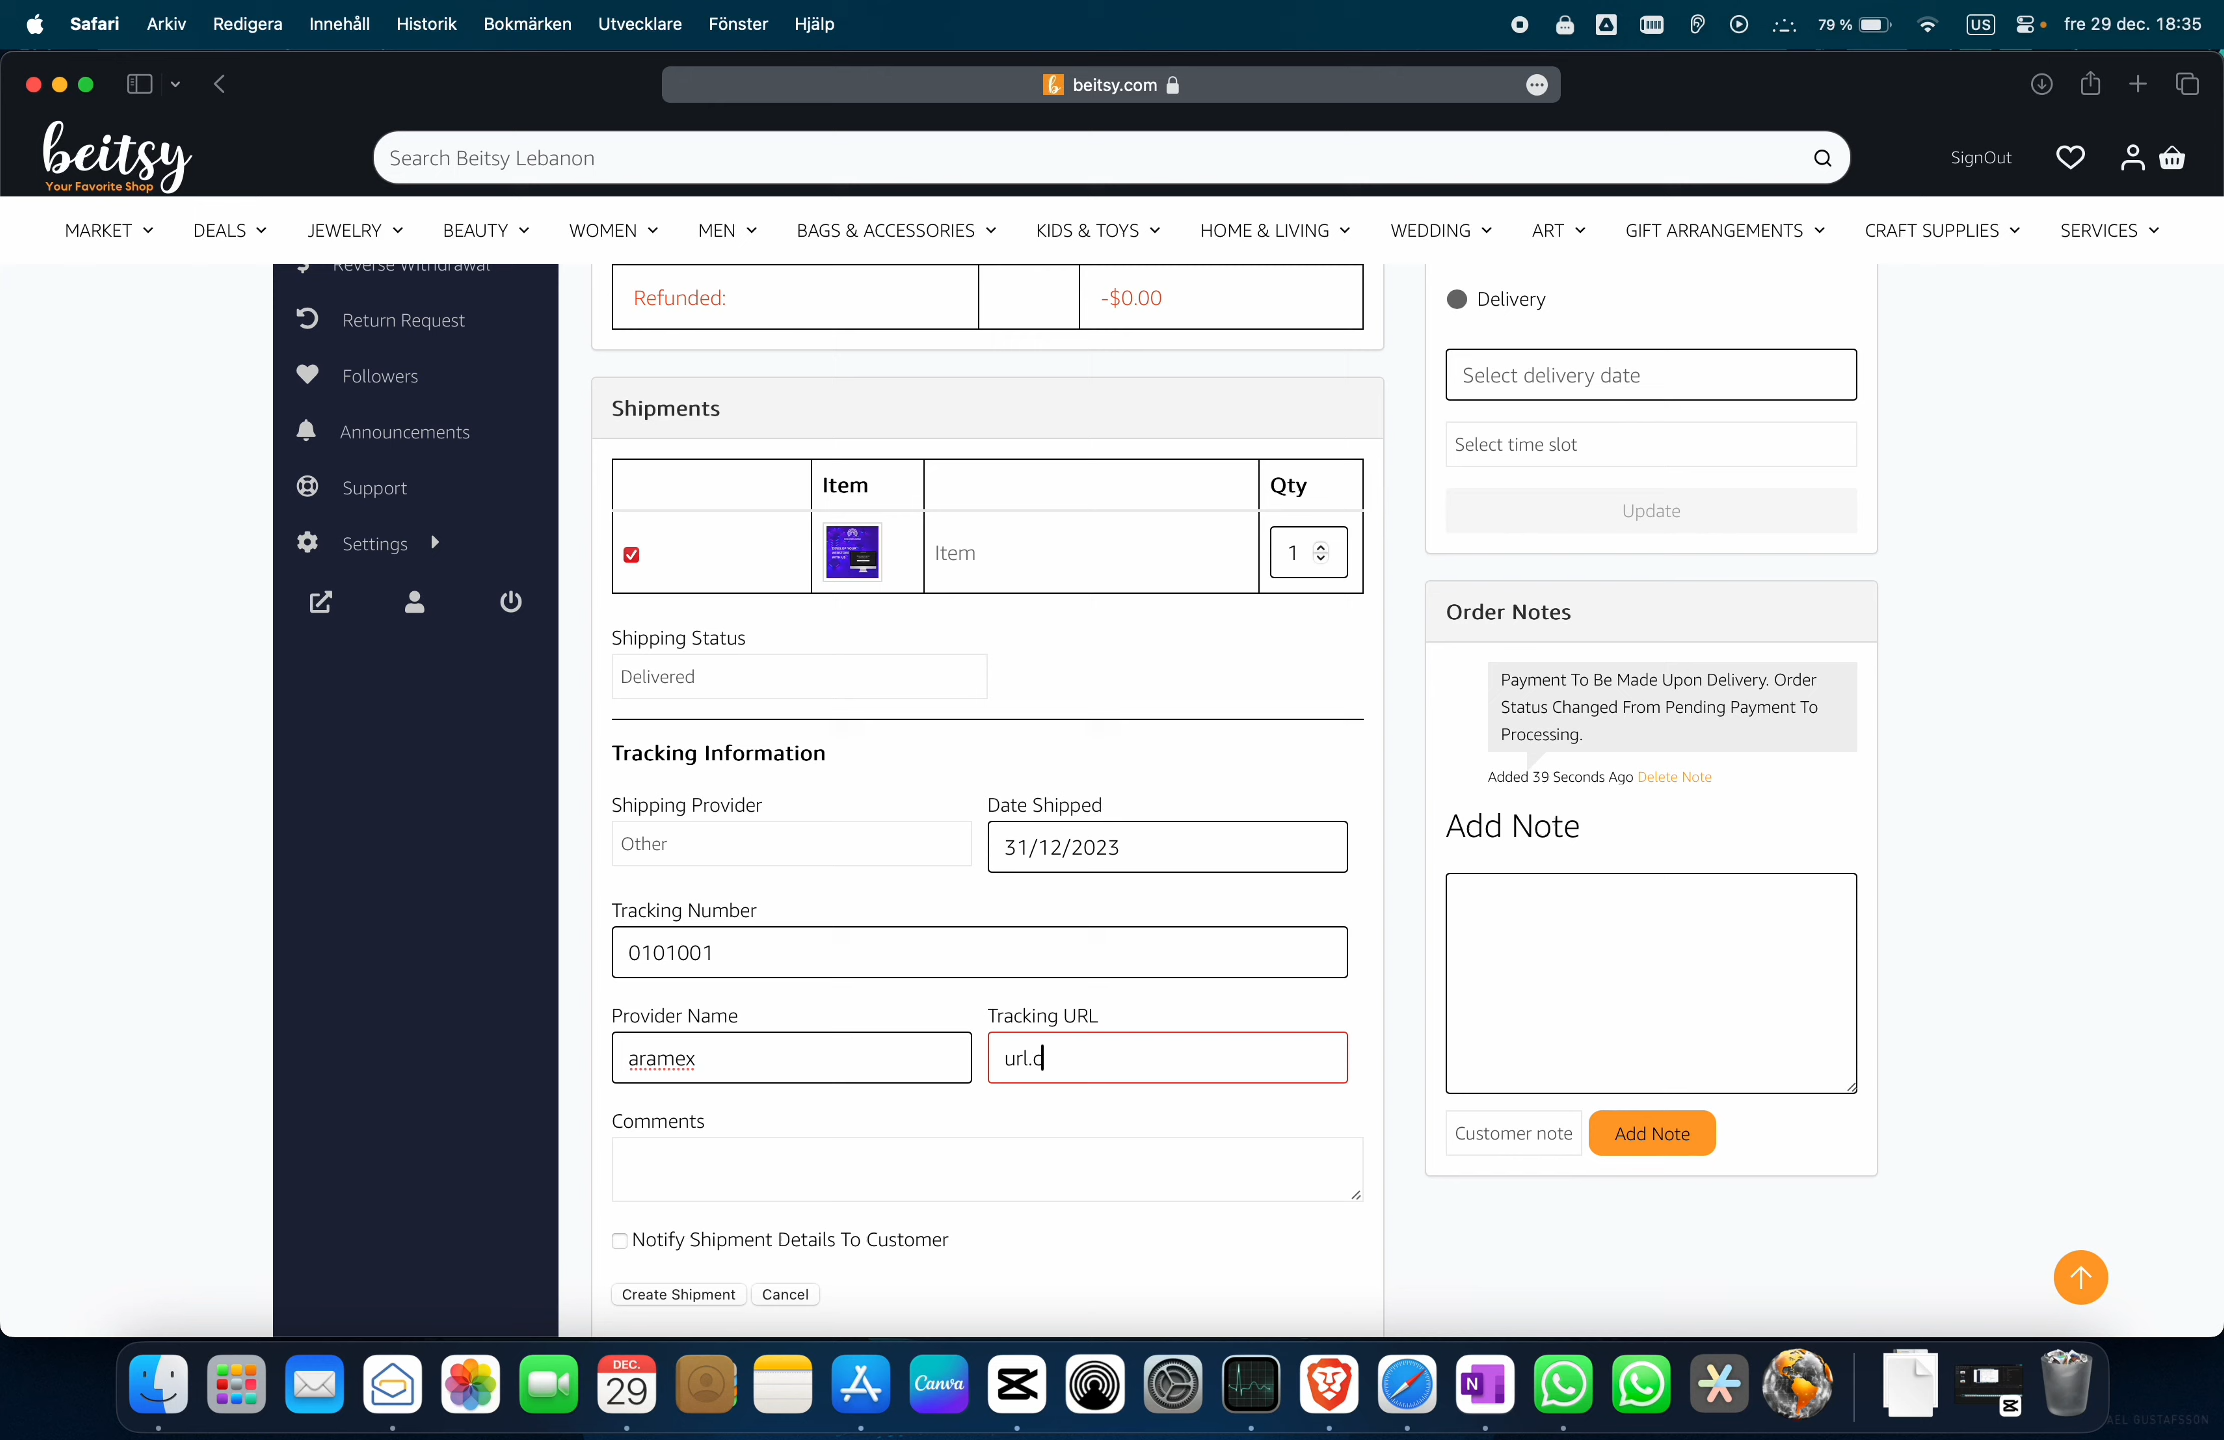 Safari Arkiv Redigera Innehåll Historik Bokmärken Utvecklare Fönster Hjälp 79 % US fre 29 dec. 18:35
beitsy.com
beitsy
Your Favorite Shop
Search Beitsy Lebanon
SignOut
MARKET DEALS JEWELRY BEAUTY WOMEN MEN BAGS & ACCESSORIES KIDS & TOYS HOME & LIVING WEDDING ART GIFT ARRANGEMENTS CRAFT SUPPLIES SERVICES
Reverse Withdrawal
Return Request
Followers
Announcements
Support
Settings
Refunded: -$0.00
Shipments
Item Qty
Item 1
Shipping Status
Delivered
Tracking Information
Shipping Provider Date Shipped
Other 31/12/2023
Tracking Number
0101001
Provider Name Tracking URL
aramex url.c
Comments
Notify Shipment Details To Customer
Create Shipment Cancel
Delivery
Select delivery date
Select time slot
Update
Order Notes
Payment To Be Made Upon Delivery. Order
Status Changed From Pending Payment To
Processing.
Added 39 Seconds Ago Delete Note
Add Note
Customer note Add Note
DEC.
29
Canva
N
AEL GUSTAFSSON